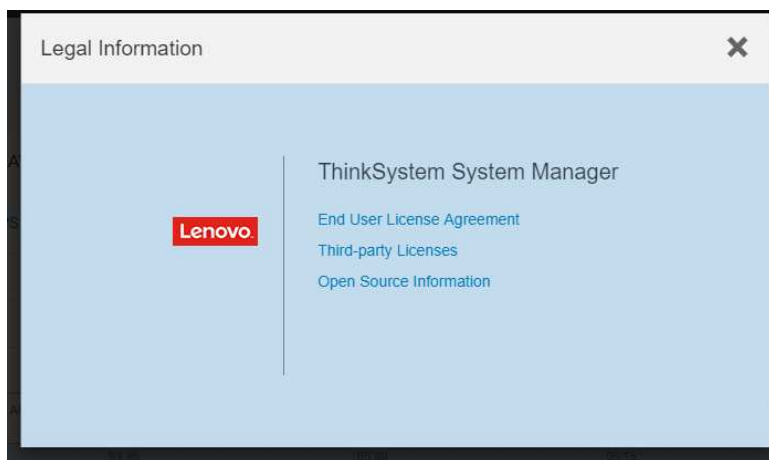 Legal Information
ThinkSystem System Manager
Lenovo.
End User License Agreement
Third-party Licenses
Open Source Information